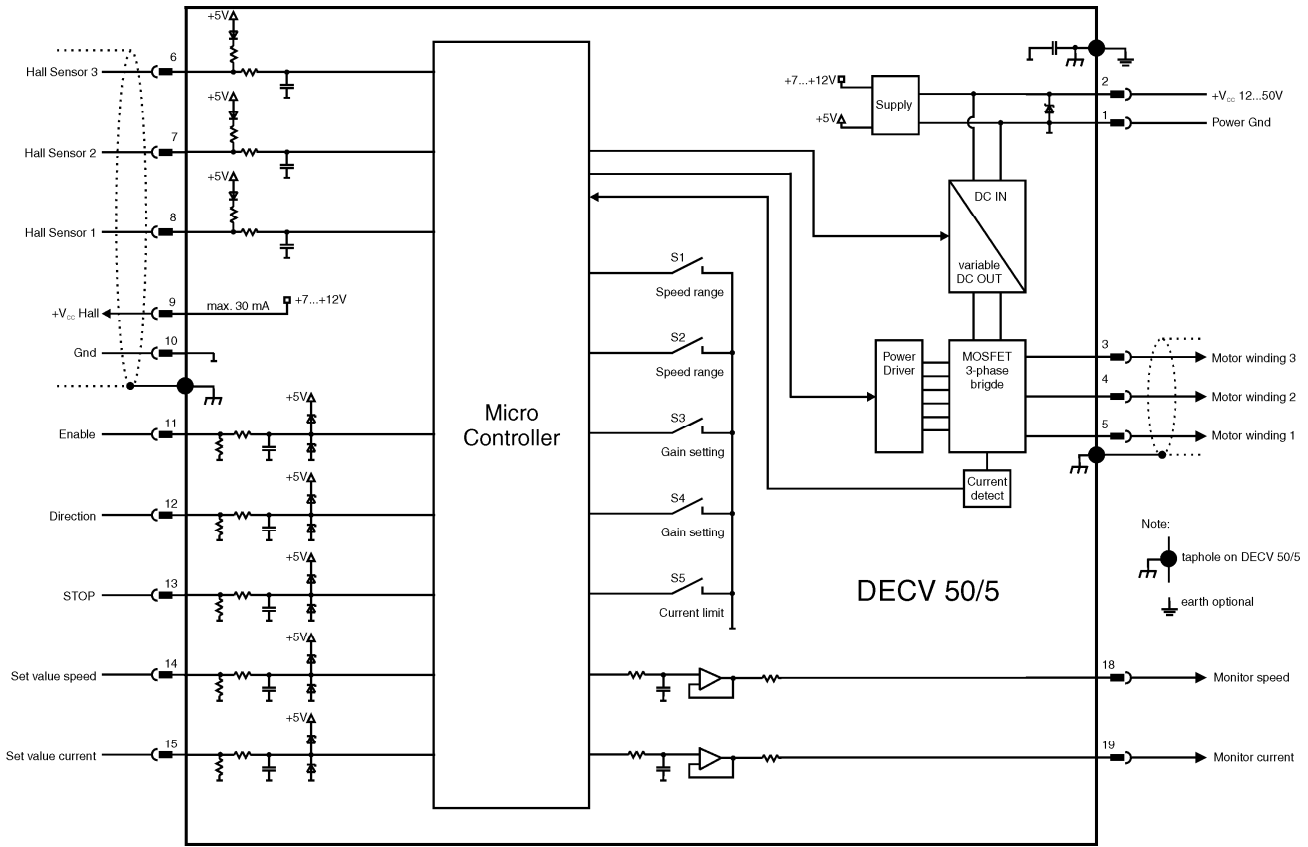 +5V
6
Hall Sensor 3
+5V
7
Hall Sensor 2
+5V
8
Hall Sensor 1
9
max. 30 mA
+7...+12V
+VCC Hall
10
Gnd
+5V
11
Enable
+5V
12
Direction
+5V
13
STOP
+5V
14
Set value speed
+5V
15
Set value current
Micro
Controller
S1
Speed range
S2
Speed range
S3
Gain setting
S4
Gain setting
S5
Current limit
+7...+12V
+5V
Supply
2
+VCC 12...50V
1
Power Gnd
DC IN
variable
DC OUT
Power
Driver
MOSFET
3-phase
brigde
Current
detect
3
Motor winding 3
4
Motor winding 2
5
Motor winding 1
DECV 50/5
Note:
taphole on DECV 50/5
earth optional
18
Monitor speed
19
Monitor current